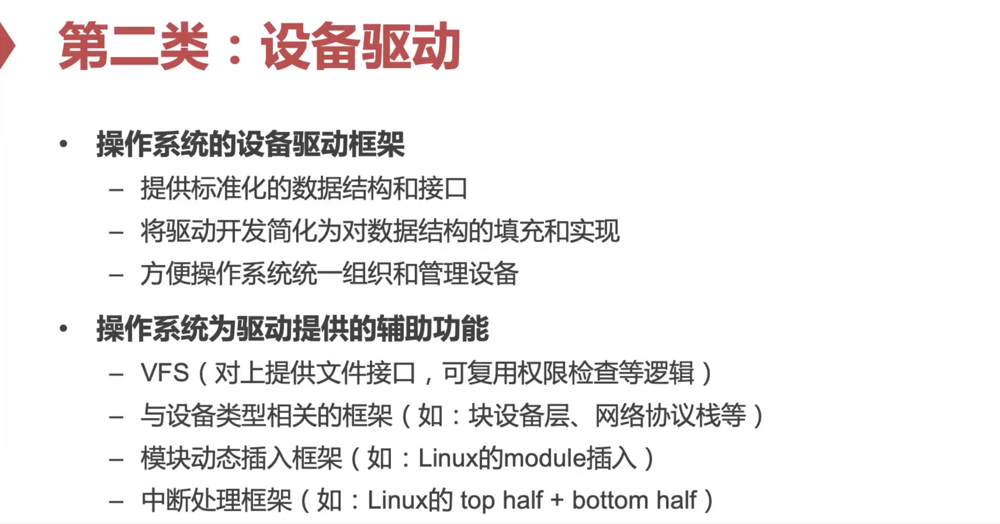 第二类：设备驱动
• 操作系统的设备驱动框架
– 提供标准化的数据结构和接口
– 将驱动开发简化为对数据结构的填充和实现
– 方便操作系统统一组织和管理设备
• 操作系统为驱动提供的辅助功能
– VFS（对上提供文件接口，可复用权限检查等逻辑）
– 与设备类型相关的框架（如：块设备层、网络协议栈等）
– 模块动态插入框架（如：Linux的module插入）
– 中断处理框架（如：Linux的 top half + bottom half）